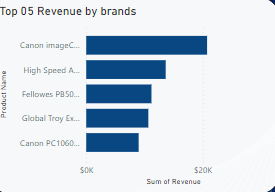 Top 05 Revenue by brands
Canon imageC...
High Speed A...
Fellowes PB50...
Global Troy Ex...
Canon PC1060...
Product Name
$0K
$20K
Sum of Revenue